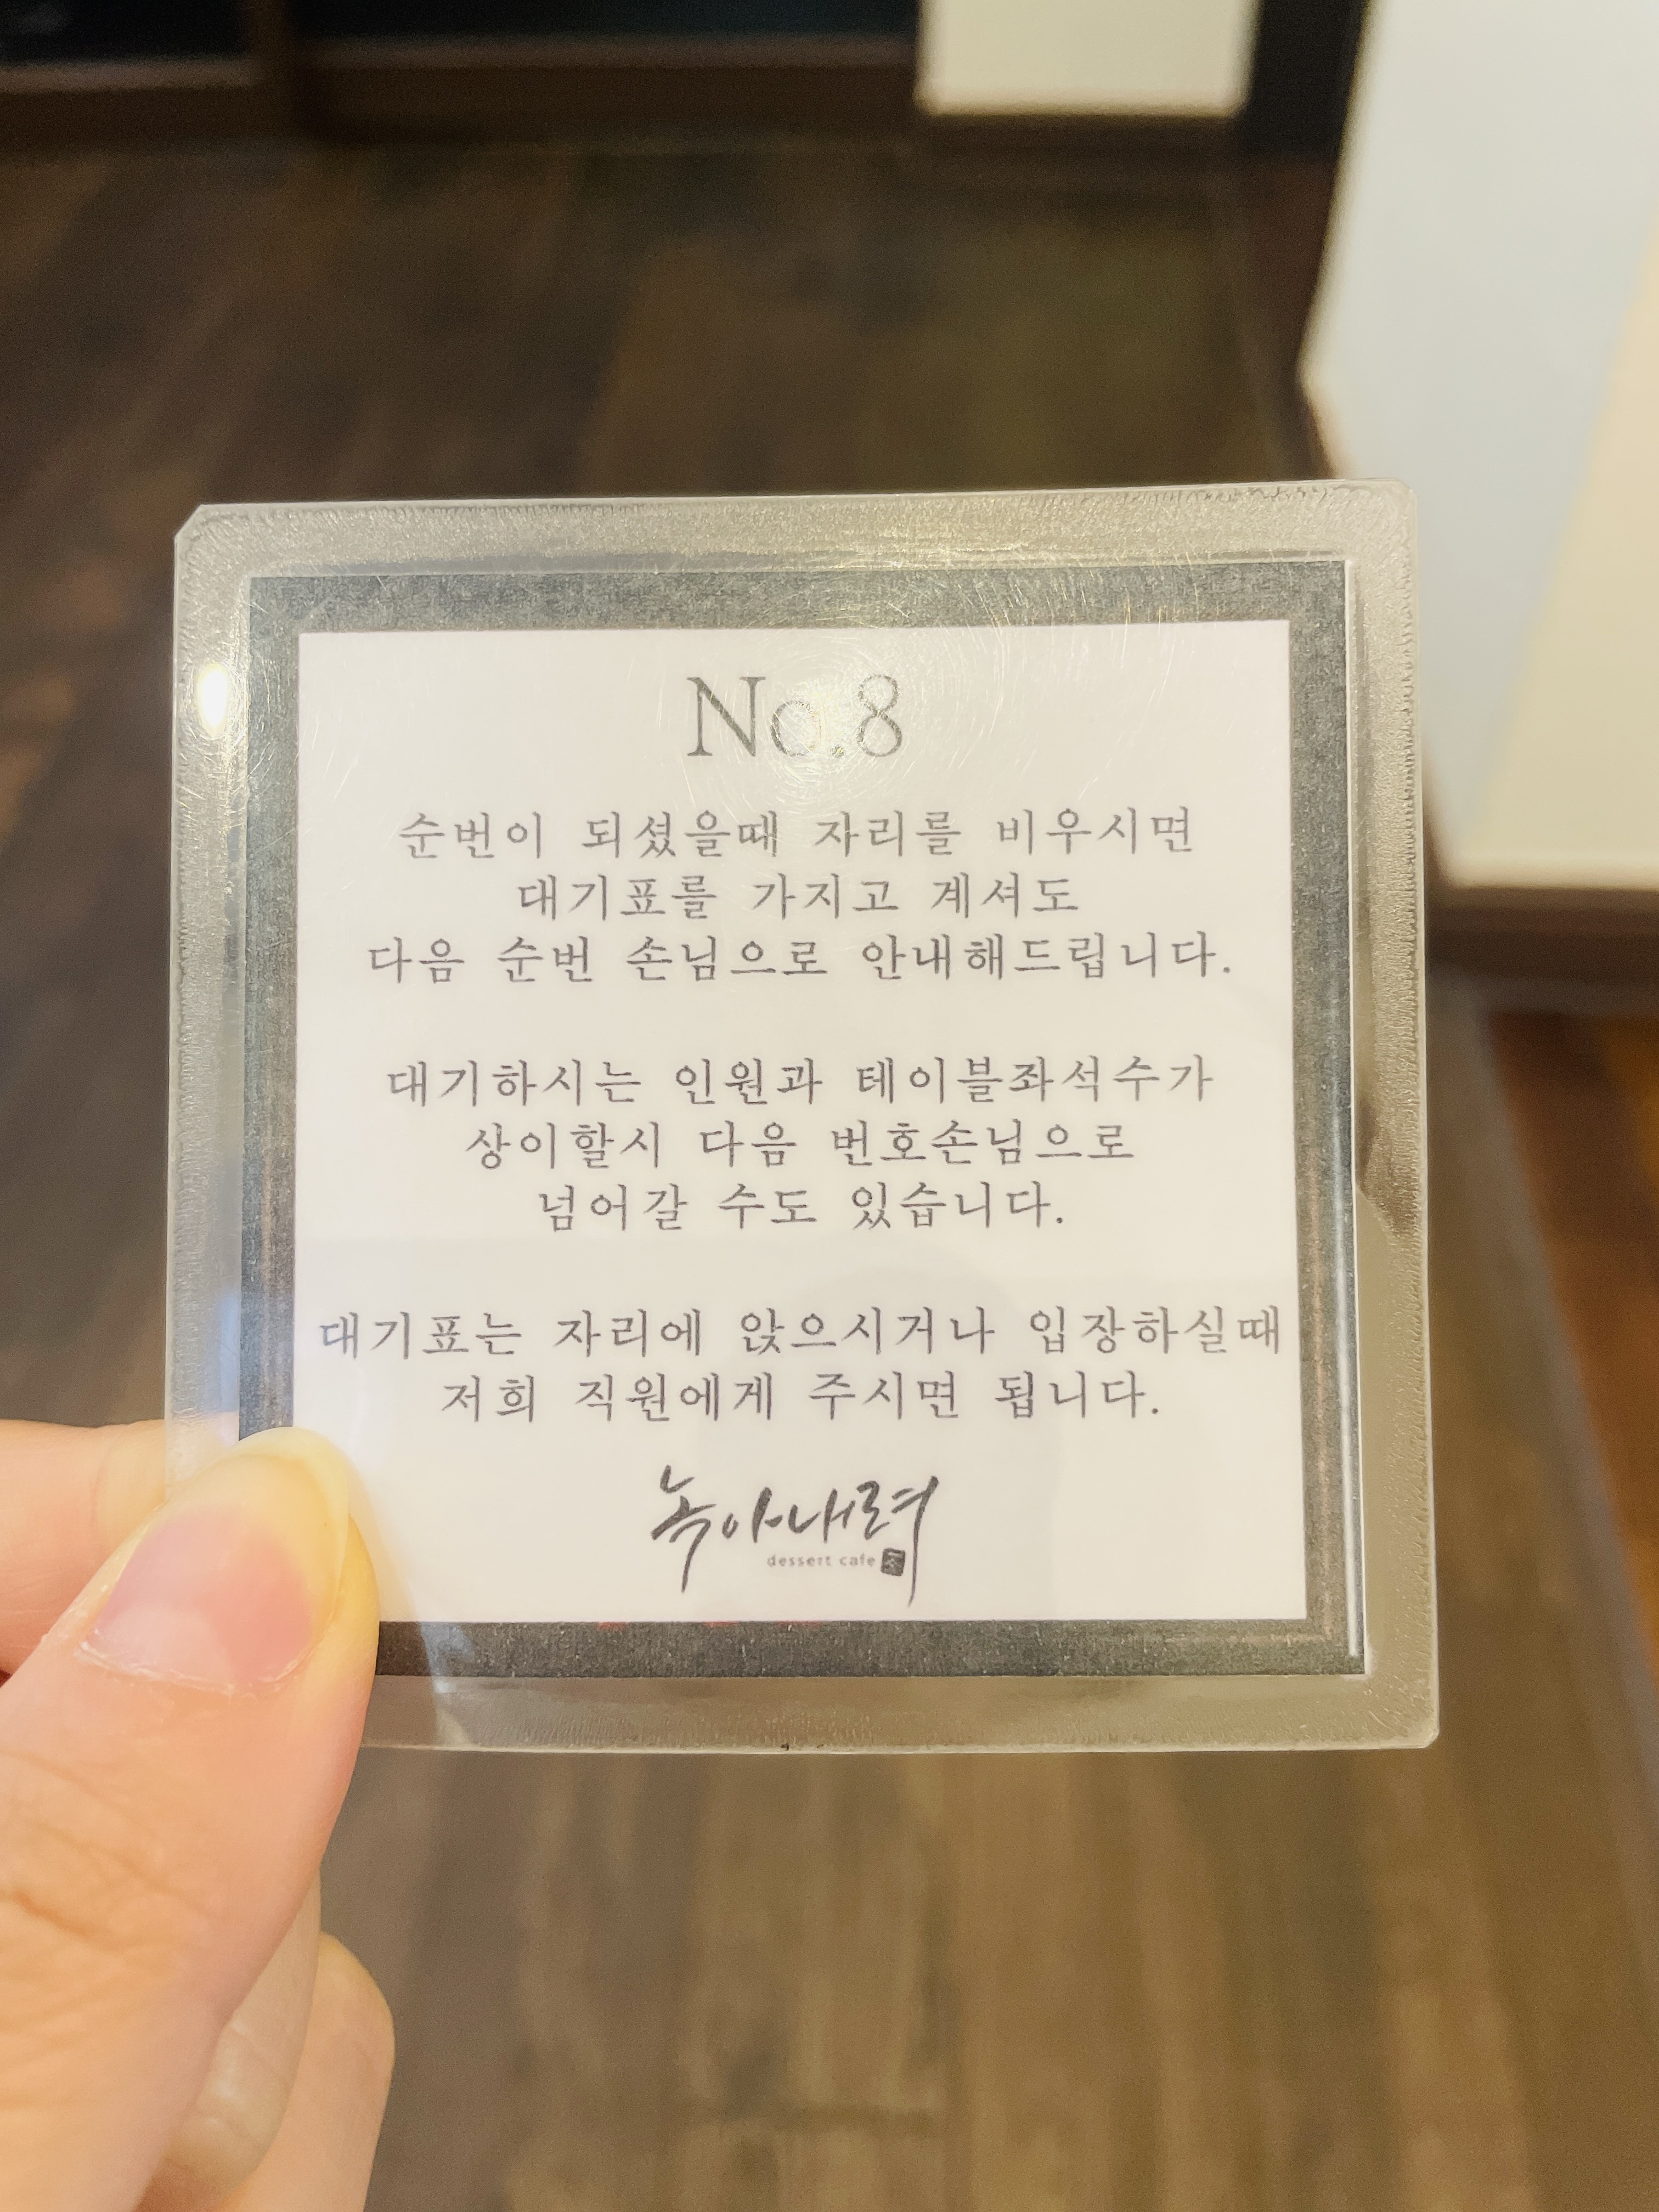 No.8
순번이 되셨을때 자리를 비우시면
대기표를 가지고 계셔도
다음 순번 손님으로 안내해드립니다.
대기하시는 인원과 테이블좌석수가
상이할시 다음 번호손님으로
넘어갈 수도 있습니다.
대기표는 자리에 앉으시거나 입장하실때
저희 직원에게 주시면 됩니다.
녹아내려
dessert cafe